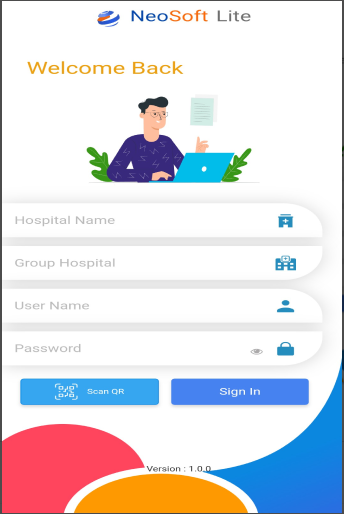 NeoSoft Lite
Welcome Back
Hospital Name
Group Hospital
User Name
Password
Scan QR
Sign In
Version : 1.0.0